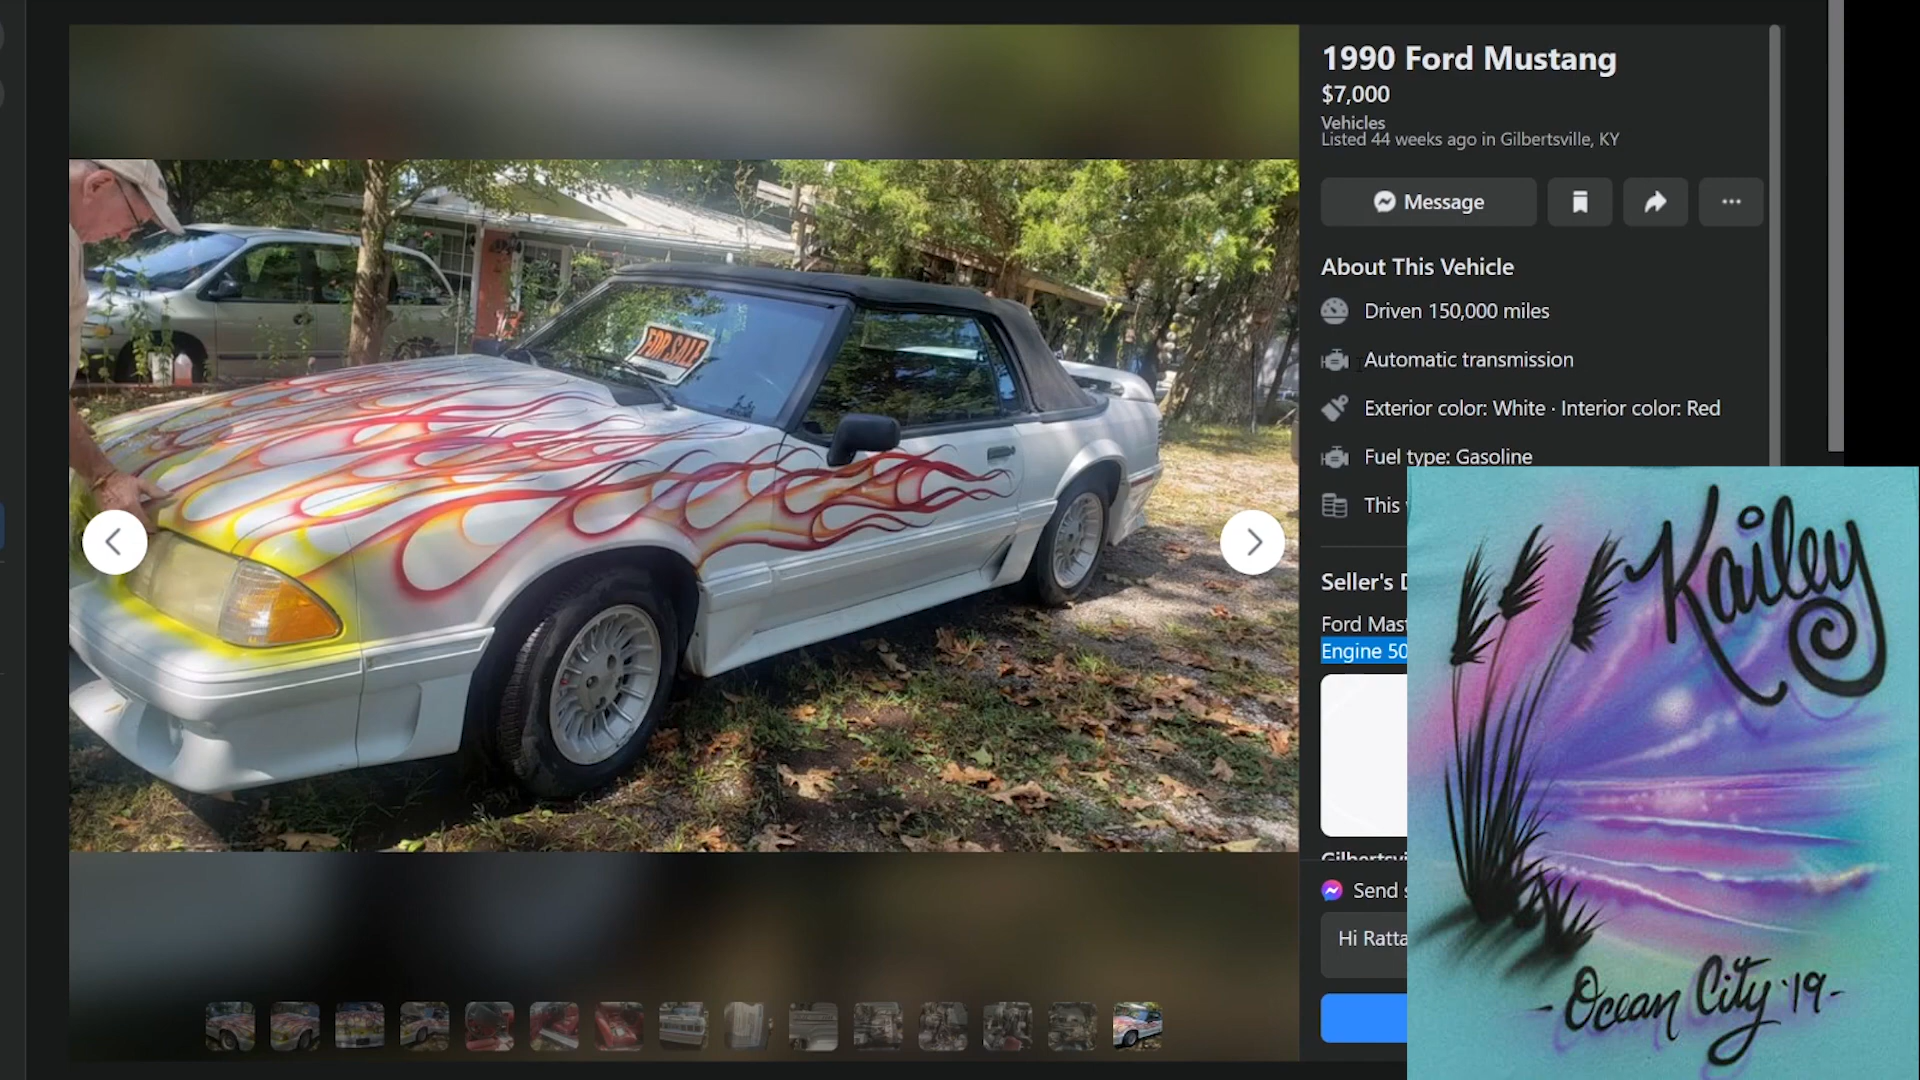 1990 Ford Mustang
$7,000
Vehicles
Listed 44 weeks ago in Gilbertsville, KY
Message
About This Vehicle
Driven 150,000 miles
Automatic transmission
Exterior color: White · Interior color: Red
Fuel type: Gasoline
This
Seller's D
Ford Mast
Engine 50
Gilbertsvi
Send s
Hi Ratta
FOR SALE
Kailey
-Ocean City '19-